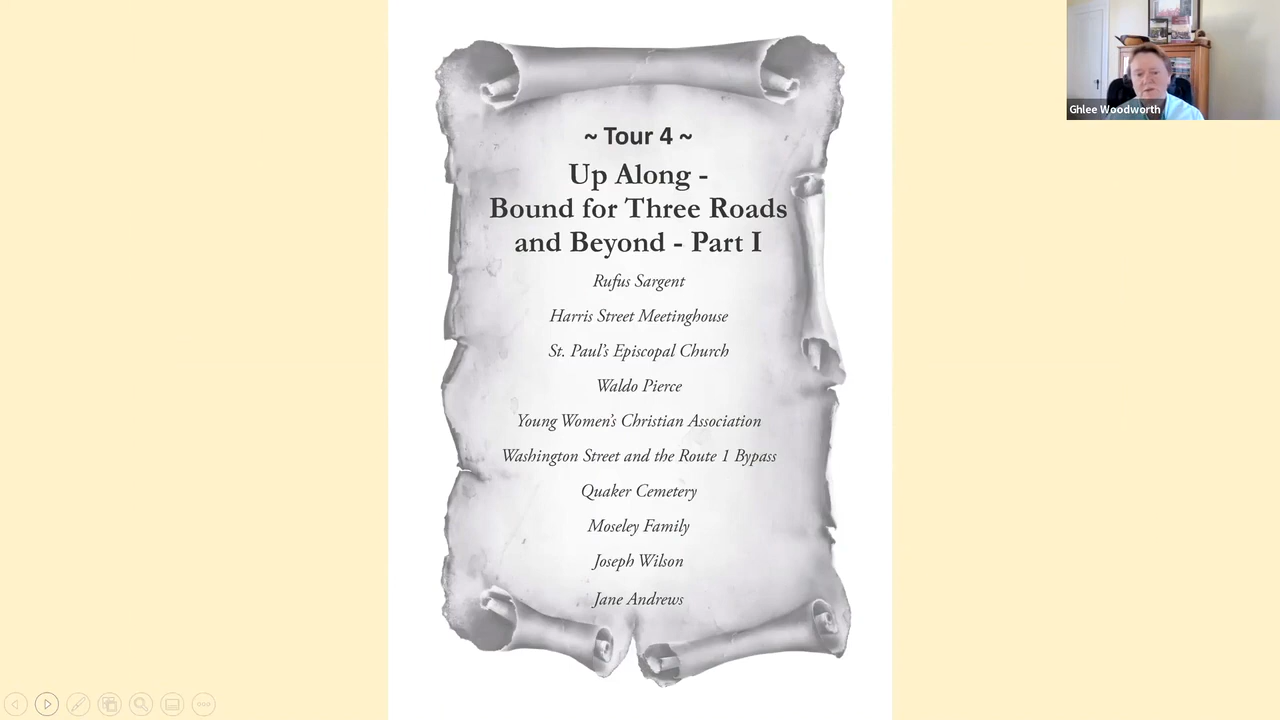 ~ Tour 4 ~
Up Along -
Bound for Three Roads
and Beyond - Part I
Rufus Sargent
Harris Street Meetinghouse
St. Paul’s Episcopal Church
Waldo Pierce
Young Women’s Christian Association
Washington Street and the Route 1 Bypass
Quaker Cemetery
Moseley Family
Joseph Wilson
Jane Andrews
Ghlee Woodworth